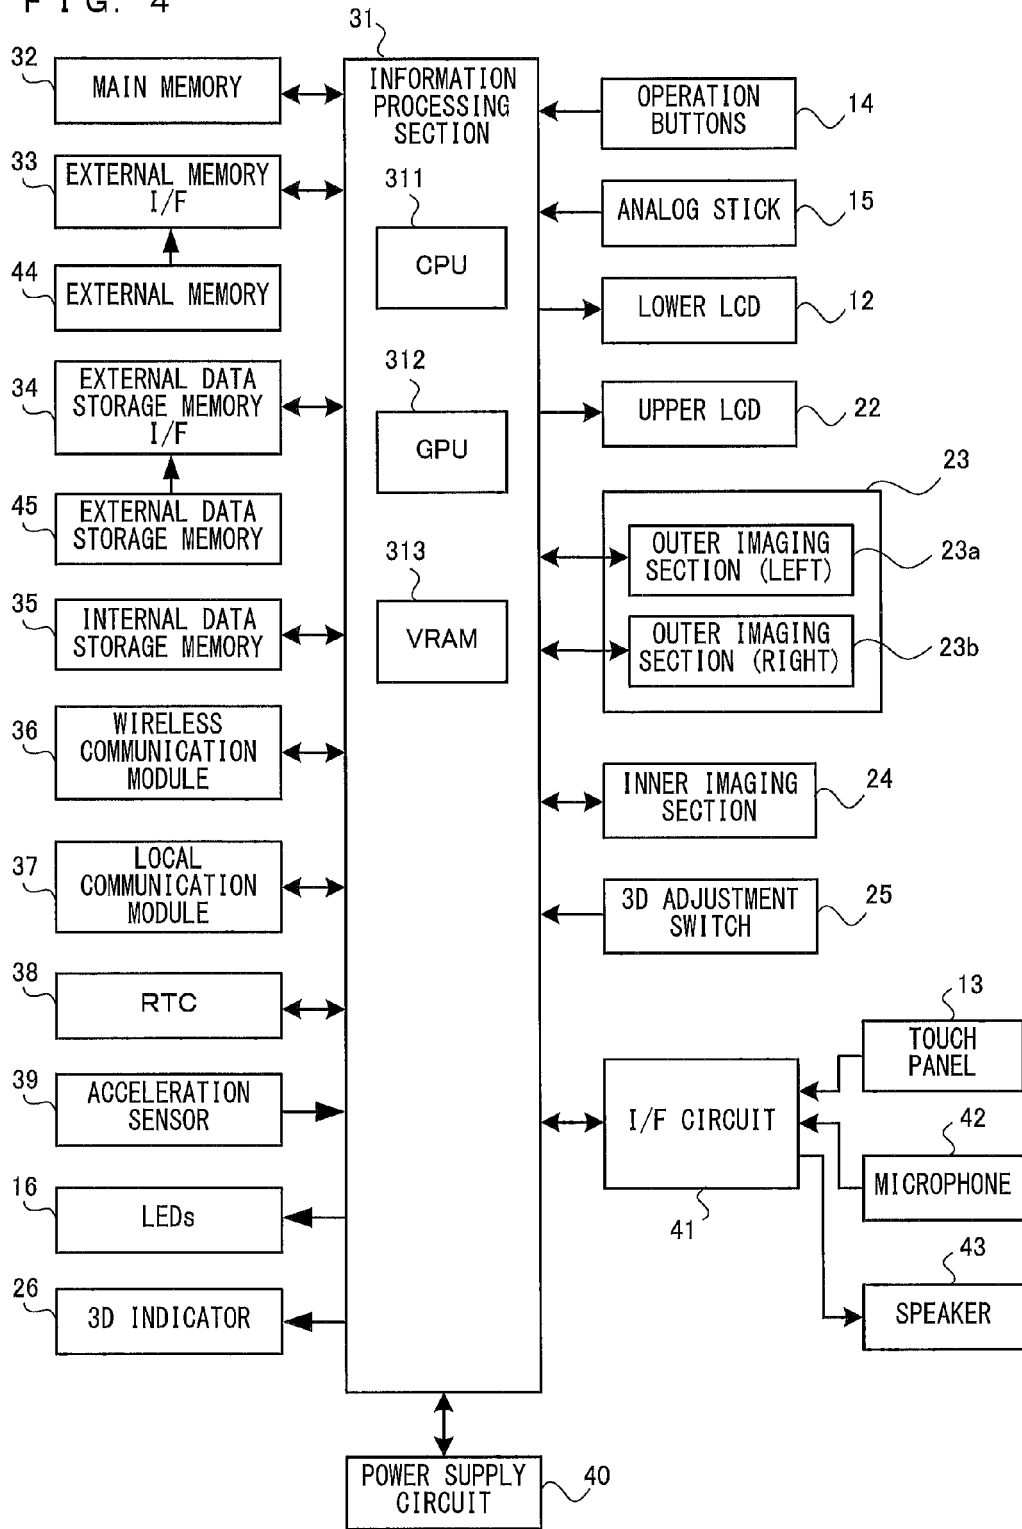 FIG. 4
31
INFORMATION
PROCESSING
SECTION
32
MAIN MEMORY
33
EXTERNAL MEMORY
I/F
44
EXTERNAL MEMORY
34
EXTERNAL DATA
STORAGE MEMORY
I/F
45
EXTERNAL DATA
STORAGE MEMORY
35
INTERNAL DATA
STORAGE MEMORY
36
WIRELESS
COMMUNICATION
MODULE
37
LOCAL
COMMUNICATION
MODULE
38
RTC
39
ACCELERATION
SENSOR
16
LEDs
26
3D INDICATOR
311
CPU
312
GPU
313
VRAM
OPERATION
BUTTONS
14
ANALOG STICK
15
LOWER LCD
12
UPPER LCD
22
23
OUTER IMAGING
SECTION (LEFT)
23a
OUTER IMAGING
SECTION (RIGHT)
23b
INNER IMAGING
SECTION
24
3D ADJUSTMENT
SWITCH
25
13
TOUCH
PANEL
I/F CIRCUIT
41
42
MICROPHONE
43
SPEAKER
POWER SUPPLY
CIRCUIT
40